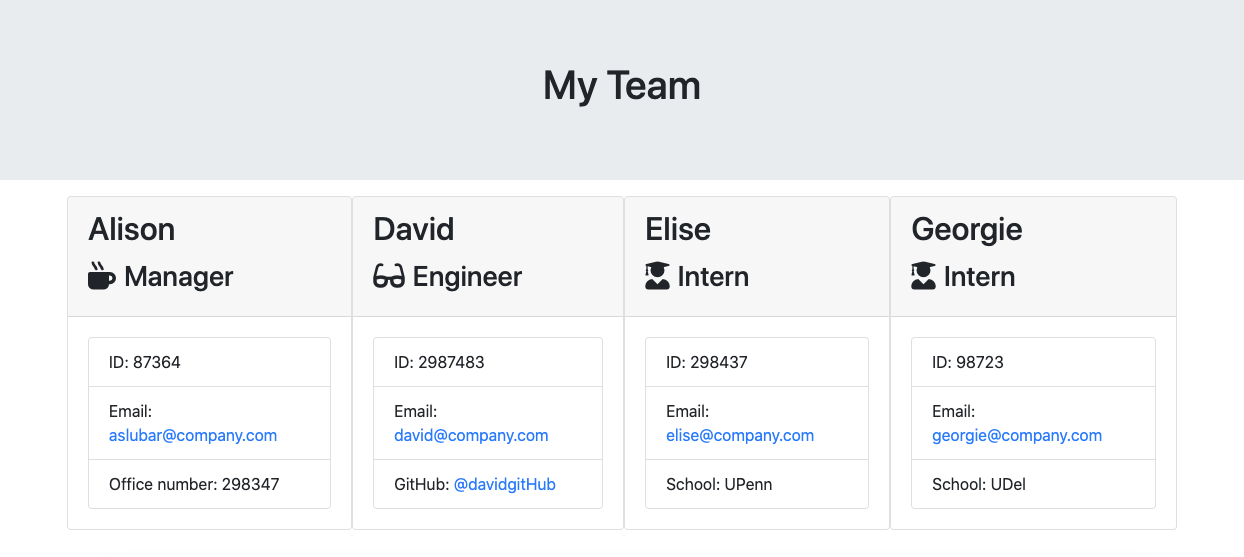 My Team
Alison
Manager
ID: 87364
Email:
aslubar@company.com
Office number: 298347
David
Engineer
ID: 2987483
Email:
david@company.com
GitHub: @davidgitHub
Elise
Intern
ID: 298437
Email:
elise@company.com
School: UPenn
Georgie
Intern
ID: 98723
Email:
georgie@company.com
School: UDel